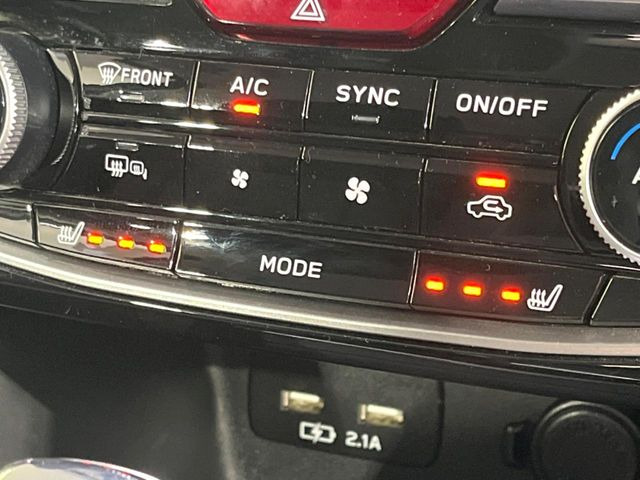 FRONT
A/C
SYNC
ON/OFF
MODE
2.1A